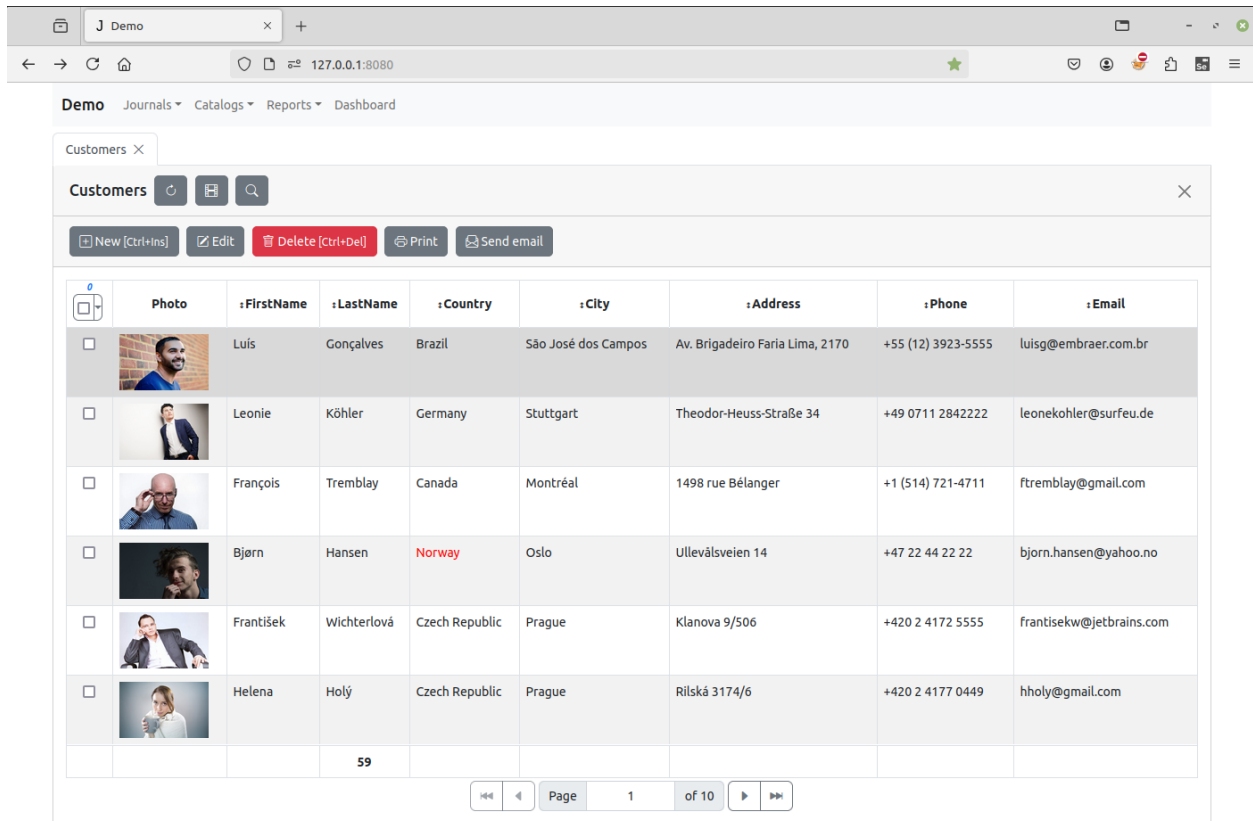 J Demo
127.0.0.1:8080
Se
Demo Journals Catalogs Reports Dashboard
Customers
Customers
New [Ctrl+Ins] Edit Delete [Ctrl+Del] Print Send email
0
Photo FirstName LastName Country City Address Phone Email
Luís Gonçalves Brazil São José dos Campos Av. Brigadeiro Faria Lima, 2170 +55 (12) 3923-5555 luisg@embraer.com.br
Leonie Köhler Germany Stuttgart Theodor-Heuss-Straße 34 +49 0711 2842222 leonekohler@surfeu.de
François Tremblay Canada Montréal 1498 rue Bélanger +1 (514) 721-4711 ftremblay@gmail.com
Bjørn Hansen Norway Oslo Ullevålsveien 14 +47 22 44 22 22 bjorn.hansen@yahoo.no
František Wichterlová Czech Republic Prague Klanova 9/506 +420 2 4172 5555 frantisekw@jetbrains.com
Helena Holý Czech Republic Prague Rilská 3174/6 +420 2 4177 0449 hholy@gmail.com
59
Page 1 of 10